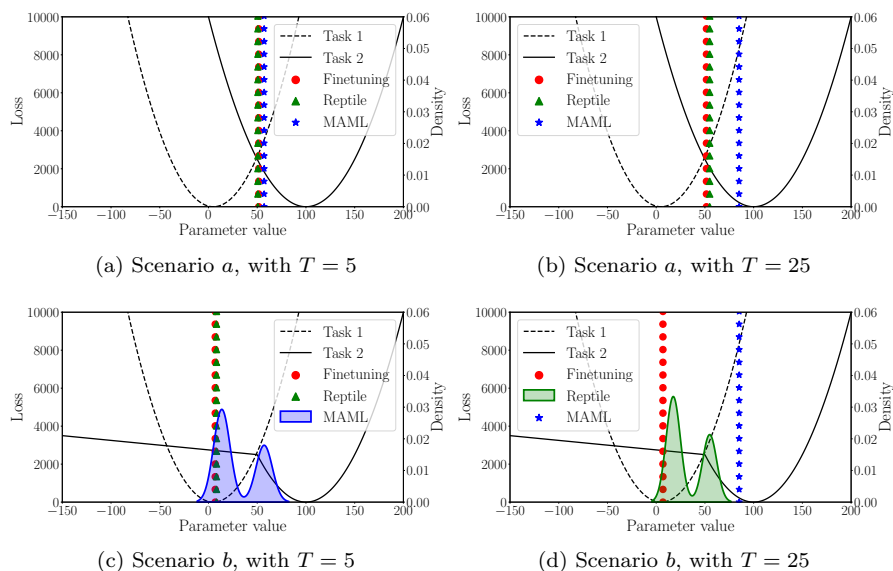 10000
8000
6000
4000
2000
0
Loss
−150
−100
−50
0
50
100
150
200
Parameter value
0.06
0.05
0.04
0.03
0.02
0.01
0.00
Density
Task 1
Task 2
Finetuning
Reptile
MAML
(a) Scenario a, with T = 5
10000
8000
6000
4000
2000
0
Loss
−150
−100
−50
0
50
100
150
200
Parameter value
0.06
0.05
0.04
0.03
0.02
0.01
0.00
Density
Task 1
Task 2
Finetuning
Reptile
MAML
(b) Scenario a, with T = 25
10000
8000
6000
4000
2000
0
Loss
−150
−100
−50
0
50
100
150
200
Parameter value
0.06
0.05
0.04
0.03
0.02
0.01
0.00
Density
Task 1
Task 2
Finetuning
Reptile
MAML
(c) Scenario b, with T = 5
10000
8000
6000
4000
2000
0
Loss
−150
−100
−50
0
50
100
150
200
Parameter value
0.06
0.05
0.04
0.03
0.02
0.01
0.00
Density
Task 1
Task 2
Finetuning
Reptile
MAML
(d) Scenario b, with T = 25